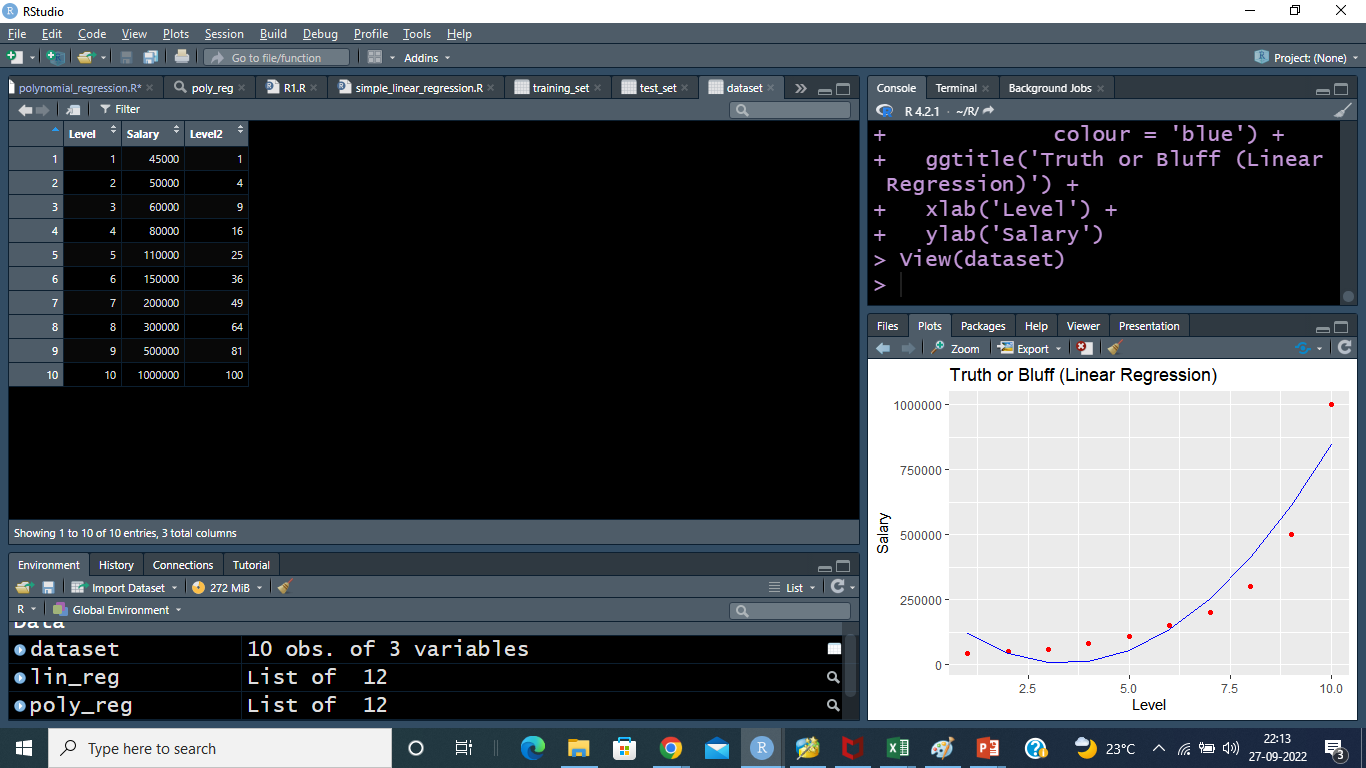 RStudio
File Edit Code View Plots Session Build Debug Profile Tools Help
Go to file/function Addins Project: (None)
polynomial_regression.R* poly_reg R1.R simple_linear_regression.R training_set test_set dataset
Filter
Level Salary Level2
1 1 45000 1
2 2 50000 4
3 3 60000 9
4 4 80000 16
5 5 110000 25
6 6 150000 36
7 7 200000 49
8 8 300000 64
9 9 500000 81
10 10 1000000 100
Showing 1 to 10 of 10 entries, 3 total columns
Environment History Connections Tutorial
Import Dataset 272 MiB List
R Global Environment
Data
dataset 10 obs. of 3 variables
lin_reg List of 12
poly_reg List of 12
Console Terminal Background Jobs
R 4.2.1 · ~/R/
+ colour = 'blue') +
+ ggtitle('Truth or Bluff (Linear
Regression)') +
+ xlab('Level') +
+ ylab('Salary')
> View(dataset)
>
Files Plots Packages Help Viewer Presentation
Zoom Export
Truth or Bluff (Linear Regression)
Salary
1000000
750000
500000
250000
0
2.5 5.0 7.5 10.0
Level
Type here to search
23°C
22:13
27-09-2022
3